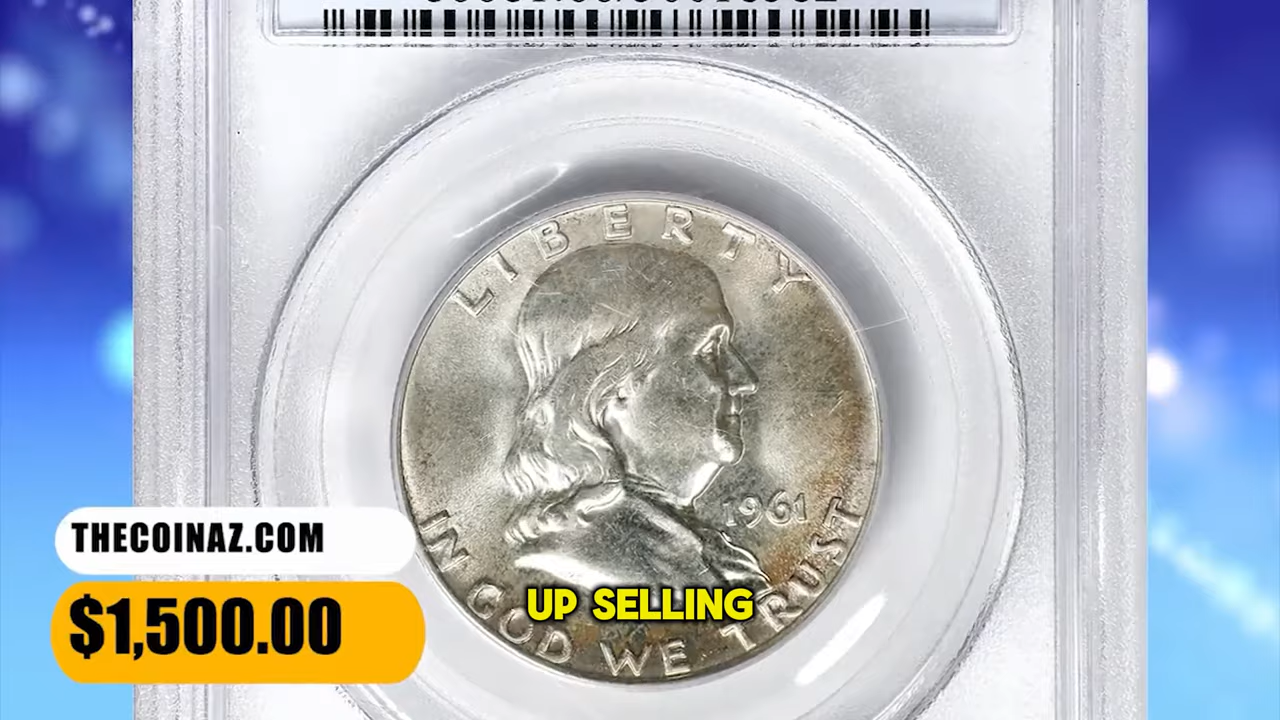 LIBERTY
1961
IN GOD WE TRUST
THECOINAZ.COM
$1,500.00
UP SELLING